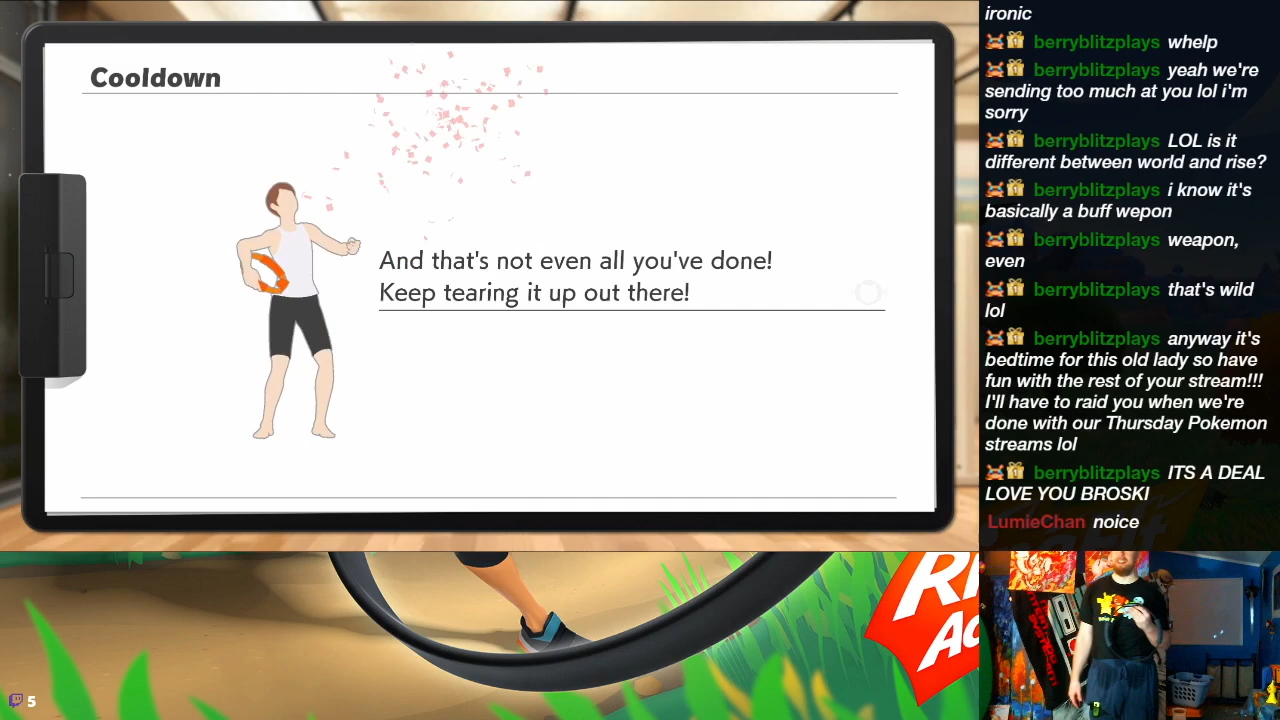 Cooldown
And that's not even all you've done!
Keep tearing it up out there!
ironic
berryblitzplays whelp
berryblitzplays yeah we're
sending too much at you lol i'm
sorry
berryblitzplays LOL is it
different between world and rise?
berryblitzplays i know it's
basically a buff wepon
berryblitzplays weapon,
even
berryblitzplays that's wild
lol
berryblitzplays anyway it's
bedtime for this old lady so have
fun with the rest of your stream!!!
I'll have to raid you when we're
done with our Thursday Pokemon
streams lol
berryblitzplays ITS A DEAL
LOVE YOU BROSKI
LumieChan noice
5